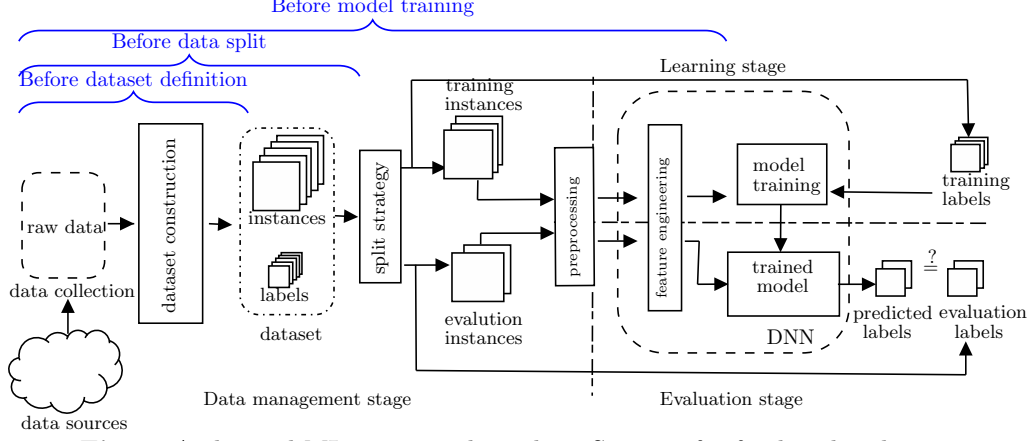 Before model training
Before data split
Before dataset definition
Learning stage
training
instances
raw data
data collection
data sources
dataset construction
instances
labels
dataset
split strategy
evalution
instances
preprocessing
feature engineering
model
training
trained
model
DNN
training
labels
?
=
predicted
labels
evaluation
labels
Data management stage
Evaluation stage